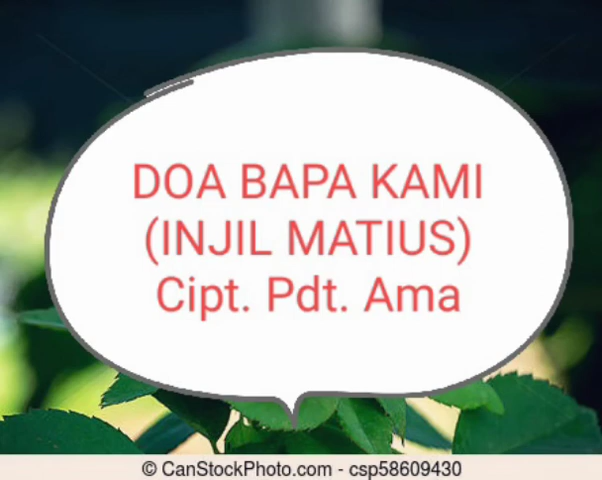 DOA BAPA KAMI
(INJIL MATIUS)
Cipt. Pdt. Ama
© CanStockPhoto.com - csp58609430